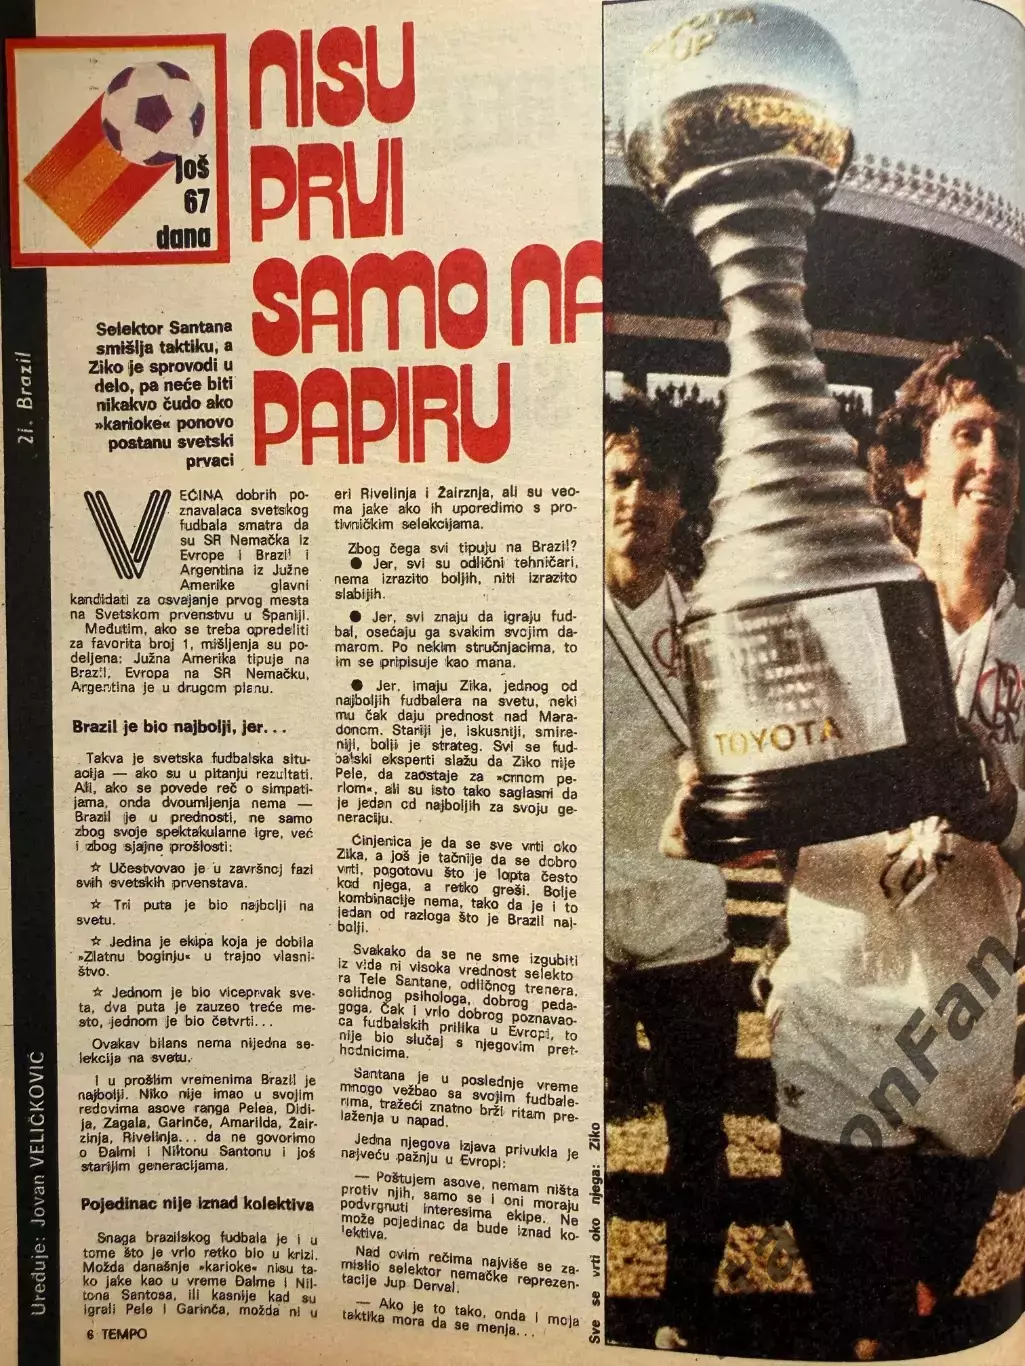 još
67
dana
NISU
PRVI
SAMO NA
PAPIRU
Selektor Santana
smišlja taktiku, a
Ziko je sprovodi u
delo, pa neće biti
nikakvo čudo ako
»karioke« ponovo
postanu svetski
prvaci
21. Brazil
Uređuje: Jovan VELIČKOVIĆ
VEĆINA dobrih po-
znavalaca svetskog
fudbala smatra da
su SR Nemačka iz
Evrope i Brazil i
Argentina iz Južne
Amerike glavni
kandidati za osvajanje prvog mesta
na Svetskom prvenstvu u Španiji.
Međutim, ako se treba opredeliti
za favorita broj 1, mišljenja su po-
deljena: Južna Amerika tipuje na
Brazil, Evropa na SR Nemačku,
Argentina je u drugom planu.
Brazil je bio najbolji, jer...
Takva je svetska fudbalska situ-
acija — ako su u pitanju rezultati.
Ali, ako se povede reč o simpati-
jama, onda dvoumljenja nema —
Brazil je u prednosti, ne samo
zbog svoje spektakularne igre, već
i zbog sjajne prošlosti:
☆ Učestvovao je u završnoj fazi
svih svetskih prvenstava.
☆ Tri puta je bio najbolji na
svetu.
☆ Jedina je ekipa koja je dobila
»Zlatnu boginju« u trajno vlasni-
štvo.
☆ Jednom je bio viceprvak sve-
ta, dva puta je zauzeo treće me-
sto, jednom je bio četvrti...
Ovakav bilans nema nijedna se-
lekcija na svetu.
I u prošlim vremenima Brazil je
najbolji. Niko nije imao u svojim
redovima asove ranga Pelea, Didi-
ja, Zagala, Garinče, Amarilda, Žair-
zinja, Rivelinja... da ne govorimo
o Đalmi i Niltonu Santonu i još
starijim generacijama.
Pojedinac nije iznad kolektiva
Snaga brazilskog fudbala je i u
tome što je vrlo retko bio u krizi.
Možda današnje »karioke« nisu ta-
ko jake kao u vreme Đalme i Nil-
tona Santosa, ili kasnije kad su
igrali Pele i Garinča, možda ni u
6 TEMPO
eri Rivelinja i Žairznja, ali su veo-
ma jake ako ih uporedimo s pro-
tivničkim selekcijama.
Zbog čega svi tipuju na Brazil?
● Jer, svi su odlični tehničari,
nema izrazito boljih, niti izrazito
slabijih.
● Jer, svi znaju da igraju fud-
bal, osećaju ga svakim svojim da-
marom. Po nekim stručnjacima, to
im se pripisuje kao mana.
● Jer, imaju Zika, jednog od
najboljih fudbalera na svetu, neki
mu čak daju prednost nad Mara-
donom. Stariji je, iskusniji, smire-
niji, bolji je strateg. Svi se fud-
balski eksperti slažu da Ziko nije
Pele, da zaostaje za »crnom per-
lom«, ali su isto tako saglasni da
je jedan od najboljih za svoju ge-
neraciju.
Činjenica je da se sve vrti oko
Zika, a još je tačnije da se dobro
vrti, pogotovu što je lopta često
kod njega, a retko greši. Bolje
kombinacije nema, tako da je i to
jedan od razloga što je Brazil naj-
bolji.
Svakako da se ne sme izgubiti
iz vida ni visoka vrednost selekto
ra Tele Santane, odličnog trenera,
solidnog psihologa, dobrog peda-
goga. Čak i vrlo dobrog poznavao-
ca fudbalskih prilika u Evropi, to
nije bio slučaj s njegovim pret-
hodnicima.
Santana je u poslednje vreme
mnogo vežbao sa svojim fudbale-
rima, tražeći znatno brži ritam pre-
laženja u napad.
Jedna njegova izjava privukla je
najveću pažnju u Evropi:
— Poštujem asove, nemam ništa
protiv njih, samo se i oni moraju
podvrgnuti interesima ekipe. Ne
može pojedinac da bude iznad ko-
lektiva.
Nad ovim rečima najviše se za-
mislio selektor nemačke reprezen-
tacije Jup Derval.
— Ako je to tako, onda i moja
taktika mora da se menja...
Sve se vrti oko njega: Ziko
CUP
TOYOTA